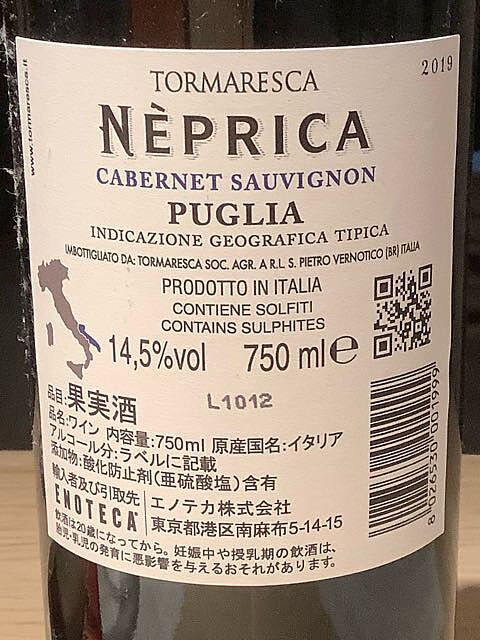 www.tormaresca.it
2019
TORMARESCA
NÈPRICA
CABERNET SAUVIGNON
PUGLIA
INDICAZIONE GEOGRAFICA TIPICA
IMBOTTIGLIATO DA: TORMARESCA SOC. AGR. A R.L. S. PIETRO VERNOTICO (BR) ITALIA
PRODOTTO IN ITALIA
CONTIENE SOLFITI
CONTAINS SULPHITES
14,5%vol 750 ml e
L1012
品目:果実酒
品名:ワイン 内容量:750ml 原産国名:イタリア
アルコール分:ラベルに記載
添加物:酸化防止剤(亜硫酸塩)含有
輸入者及び引取先
ENOTECA
エノテカ株式会社
東京都港区南麻布5-14-15
飲酒は20歳になってから。妊娠中や授乳期の飲酒は、
胎児・乳児の発育に悪影響を与えるおそれがあります。
8 026530 001999